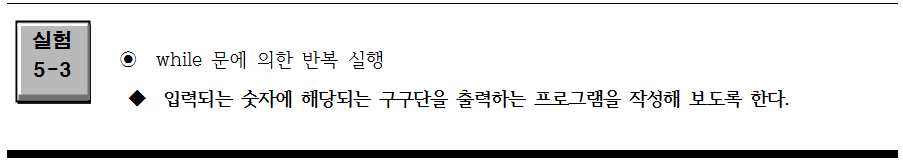 실험
5-3
◉ while 문에 의한 반복 실행
◆ 입력되는 숫자에 해당되는 구구단을 출력하는 프로그램을 작성해 보도록 한다.